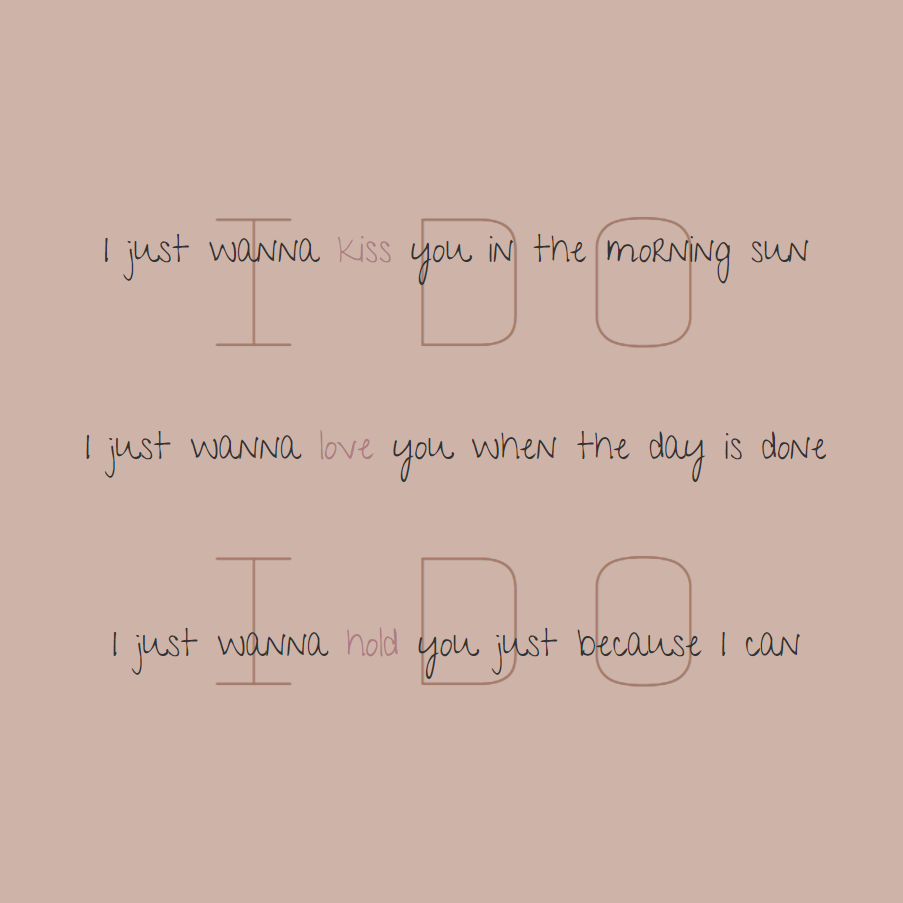 I DO
I just wanna kiss you in the morning sun
I just wanna love you when the day is done
I DO
I just wanna hold you just because I can